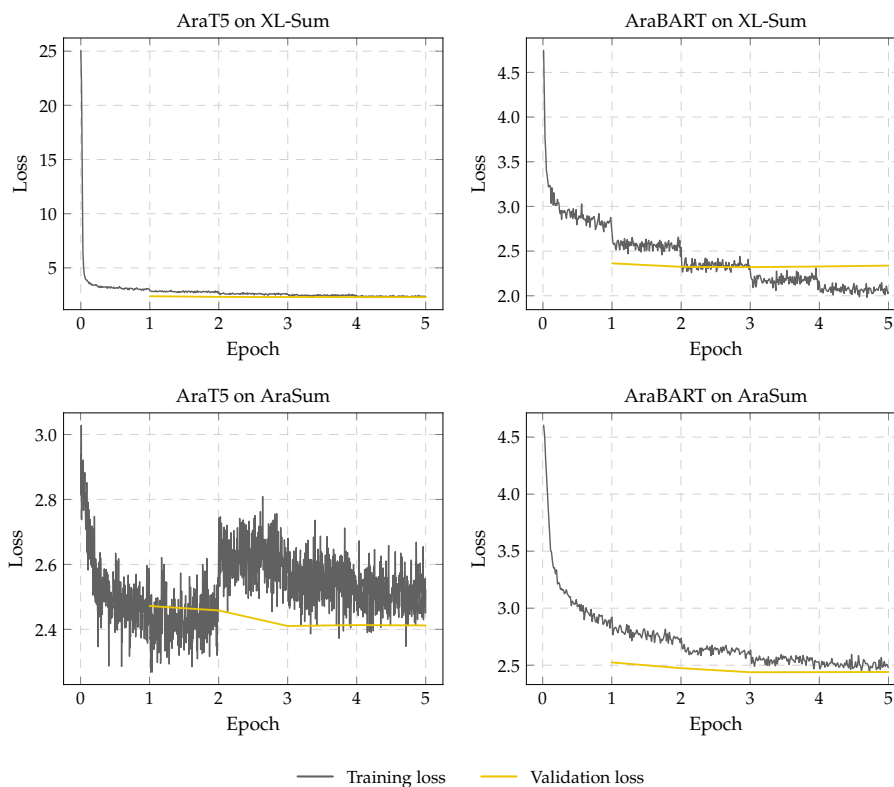 AraT5 on XL-Sum
25
20
15
10
5
Loss
0 1 2 3 4 5
Epoch
AraBART on XL-Sum
4.5
4.0
3.5
3.0
2.5
2.0
Loss
0 1 2 3 4 5
Epoch
AraT5 on AraSum
3.0
2.8
2.6
2.4
Loss
0 1 2 3 4 5
Epoch
AraBART on AraSum
4.5
4.0
3.5
3.0
2.5
Loss
0 1 2 3 4 5
Epoch
Training loss Validation loss